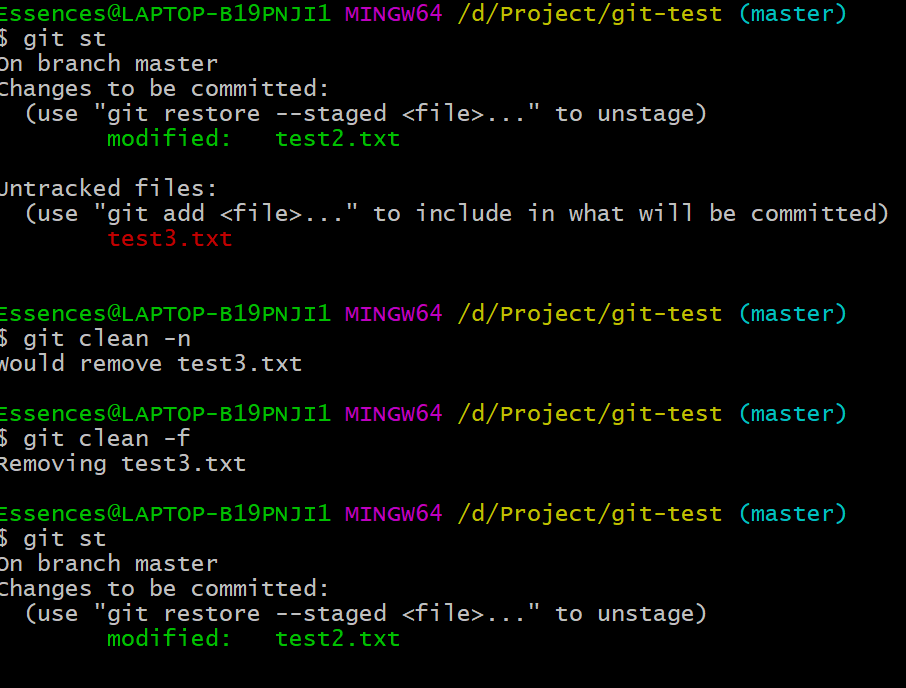 Essences@LAPTOP-B19PNJI1 MINGW64 /d/Project/git-test (master)
$ git st
On branch master
Changes to be committed:
  (use "git restore --staged <file>..." to unstage)
        modified:   test2.txt

Untracked files:
  (use "git add <file>..." to include in what will be committed)
        test3.txt


Essences@LAPTOP-B19PNJI1 MINGW64 /d/Project/git-test (master)
$ git clean -n
Would remove test3.txt

Essences@LAPTOP-B19PNJI1 MINGW64 /d/Project/git-test (master)
$ git clean -f
Removing test3.txt

Essences@LAPTOP-B19PNJI1 MINGW64 /d/Project/git-test (master)
$ git st
On branch master
Changes to be committed:
  (use "git restore --staged <file>..." to unstage)
        modified:   test2.txt